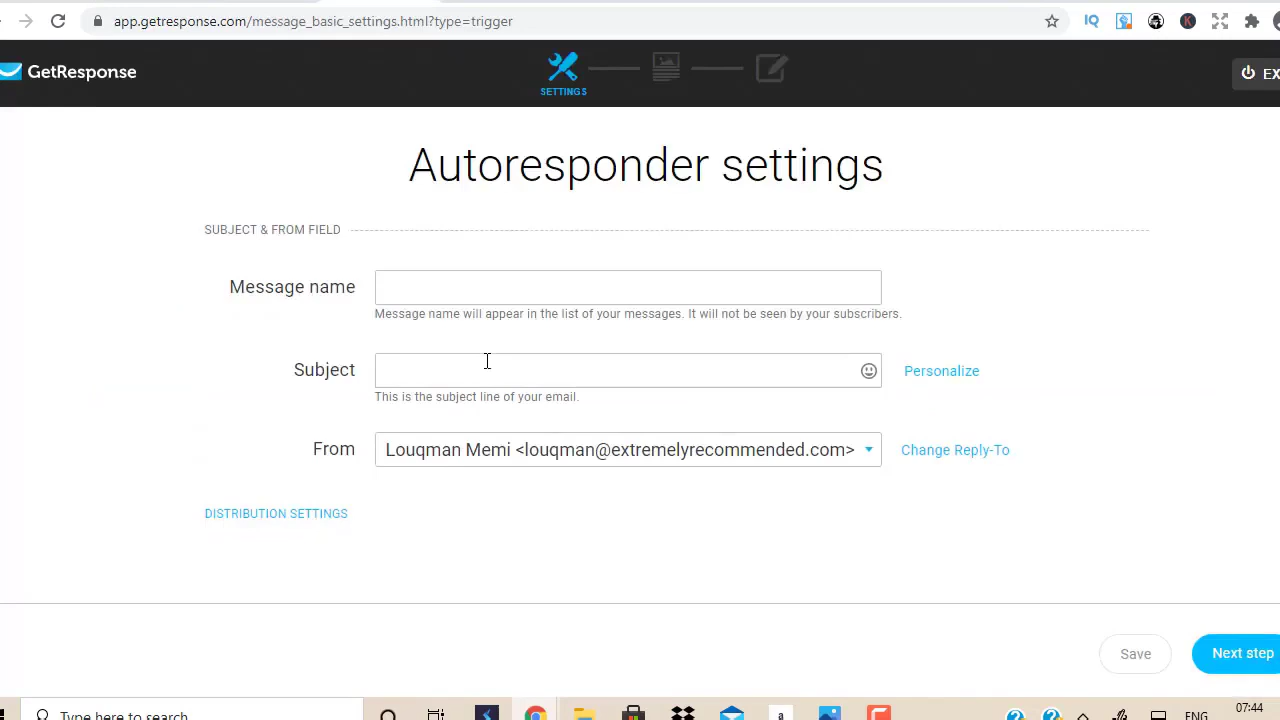 app.getresponse.com/message_basic_settings.html?type=trigger
IQ
K
GetResponse
SETTINGS
EX
Autoresponder settings
SUBJECT & FROM FIELD
Message name
Message name will appear in the list of your messages. It will not be seen by your subscribers.
Subject
Personalize
This is the subject line of your email.
From
Louqman Memi <louqman@extremelyrecommended.com>
Change Reply-To
DISTRIBUTION SETTINGS
Save
Next step
Type here to search
a
ENG
07:44